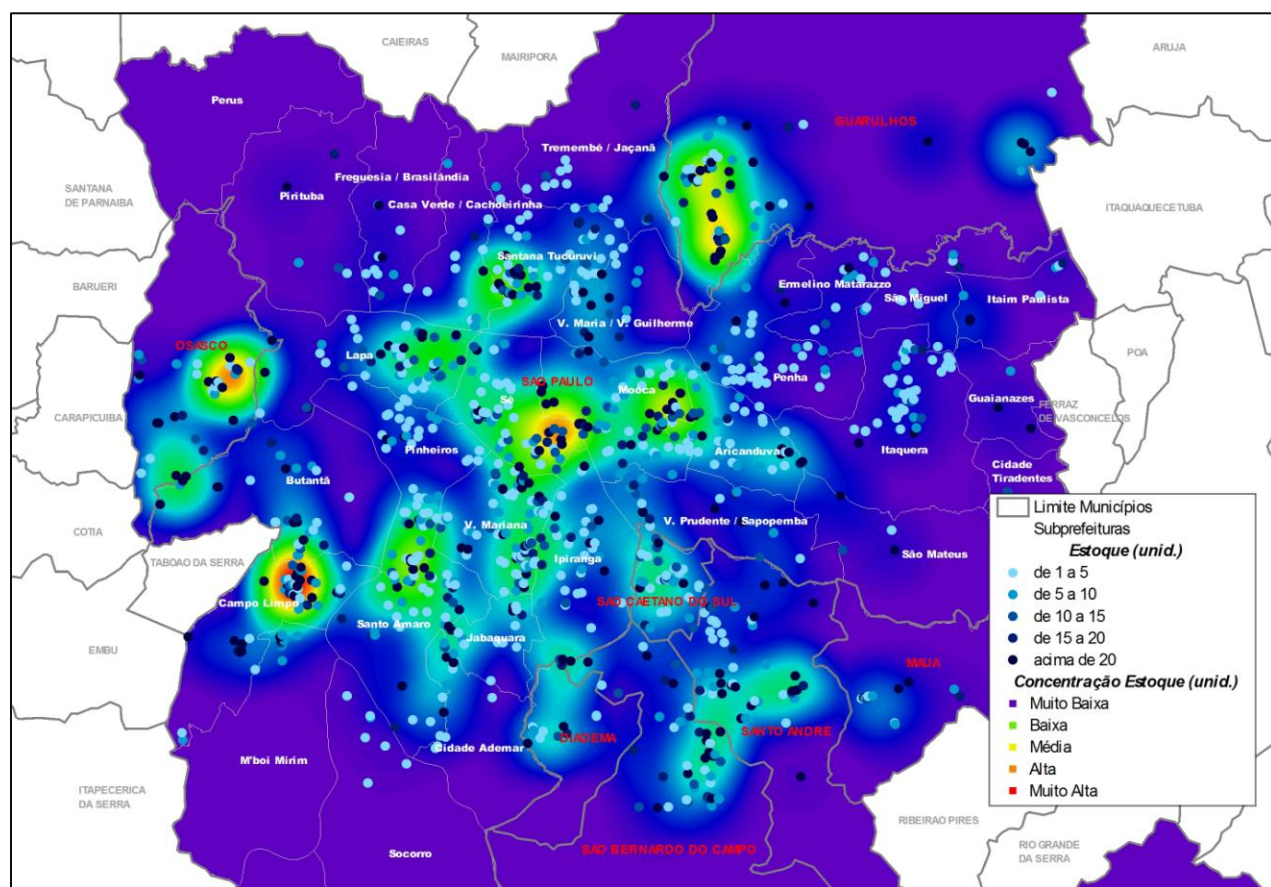 CAIEIRAS
MAIRIPORA
ARUJA
Perus
GUARULHOS
Tremembé / Jaçanã
Freguesia / Brasilândia
SANTANA
DE PARNAIBA
Pirituba
Casa Verde / Cachoeirinha
ITAQUAQUECETUBA
Santana Tucuruvi
Ermelino Matarazzo
BARUERI
São Miguel
Itaim Paulista
V. Maria / V. Guilherme
OSASCO
Lapa
POA
SAO PAULO
Penha
Mooca
Sé
Guaianazes
FERRAZ
DE VASCONCELOS
CARAPICUIBA
Pinheiros
Aricanduva
Itaquera
Cidade
Tiradentes
Butantã
COTIA
V. Mariana
V. Prudente / Sapopemba
São Mateus
TABOAO DA SERRA
Ipiranga
Campo Limpo
SAO CAETANO DO SUL
Santo Amaro
Jabaquara
EMBU
MAUA
SANTO ANDRE
DIADEMA
Cidade Ademar
M'boi Mirim
ITAPECERICA
DA SERRA
RIBEIRAO PIRES
SAO BERNARDO DO CAMPO
Socorro
RIO GRANDE
DA SERRA
Limite Municípios
Subprefeituras
Estoque (unid.)
de 1 a 5
de 5 a 10
de 10 a 15
de 15 a 20
acima de 20
Concentração Estoque (unid.)
Muito Baixa
Baixa
Média
Alta
Muito Alta